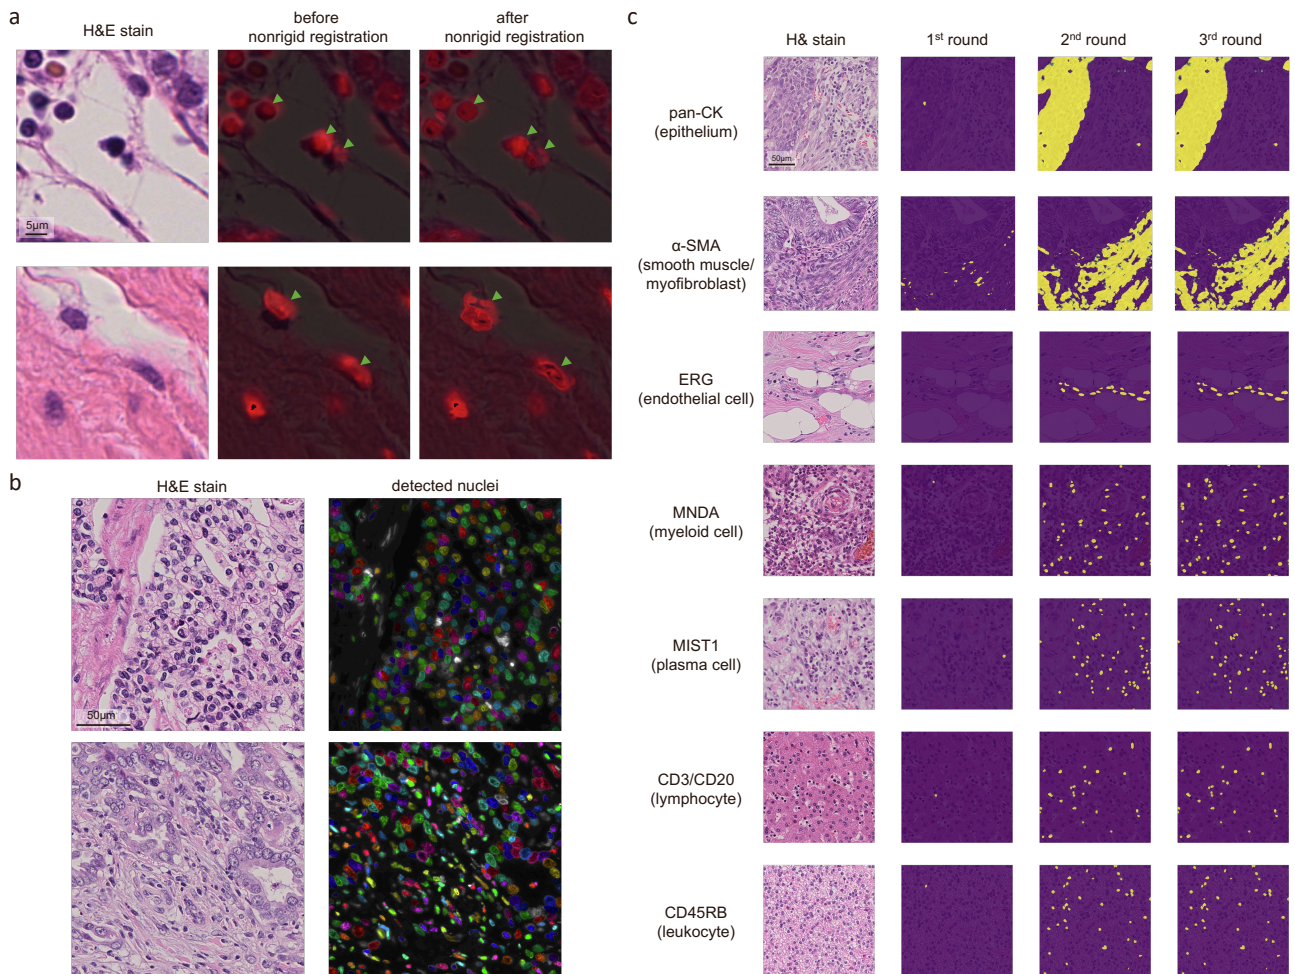 a
H&E stain
before
nonrigid registration
after
nonrigid registration
5μm
b
H&E stain
detected nuclei
50μm
c
H& stain
1st round
2nd round
3rd round
pan-CK
(epithelium)
50μm
α-SMA
(smooth muscle/
myofibroblast)
ERG
(endothelial cell)
MNDA
(myeloid cell)
MIST1
(plasma cell)
CD3/CD20
(lymphocyte)
CD45RB
(leukocyte)